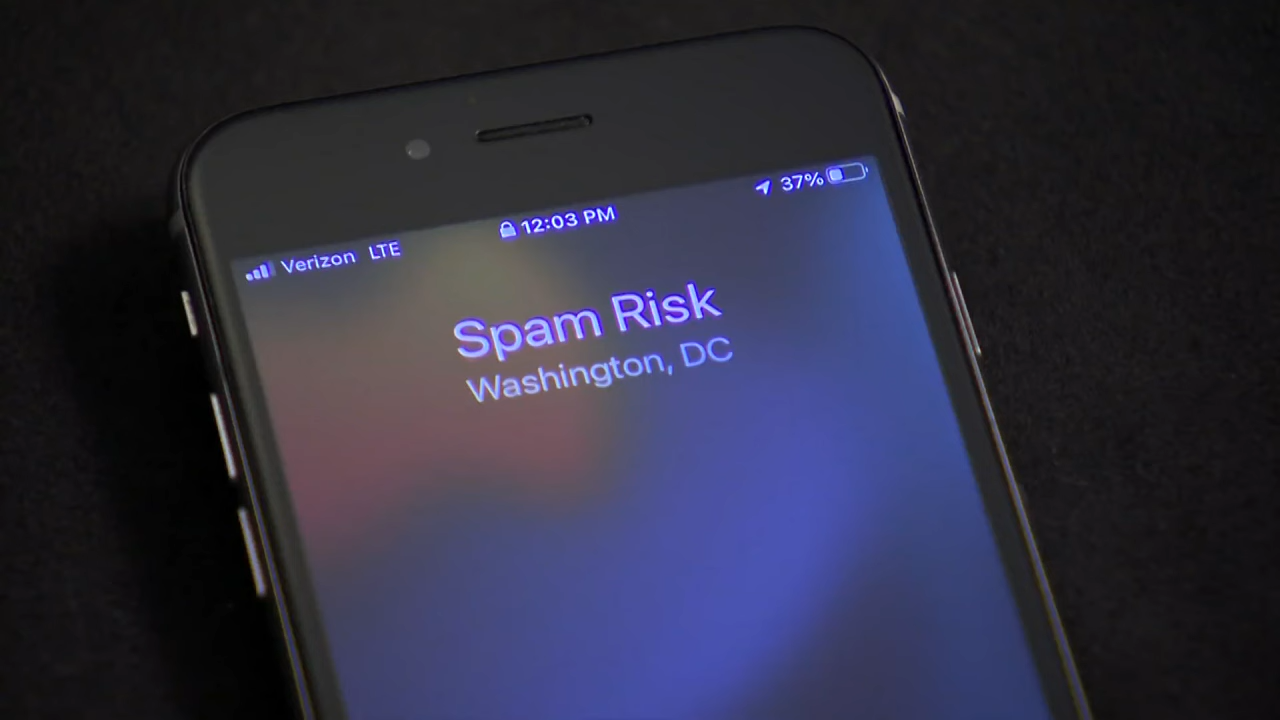 Verizon LTE
12:03 PM
37%
Spam Risk
Washington, DC